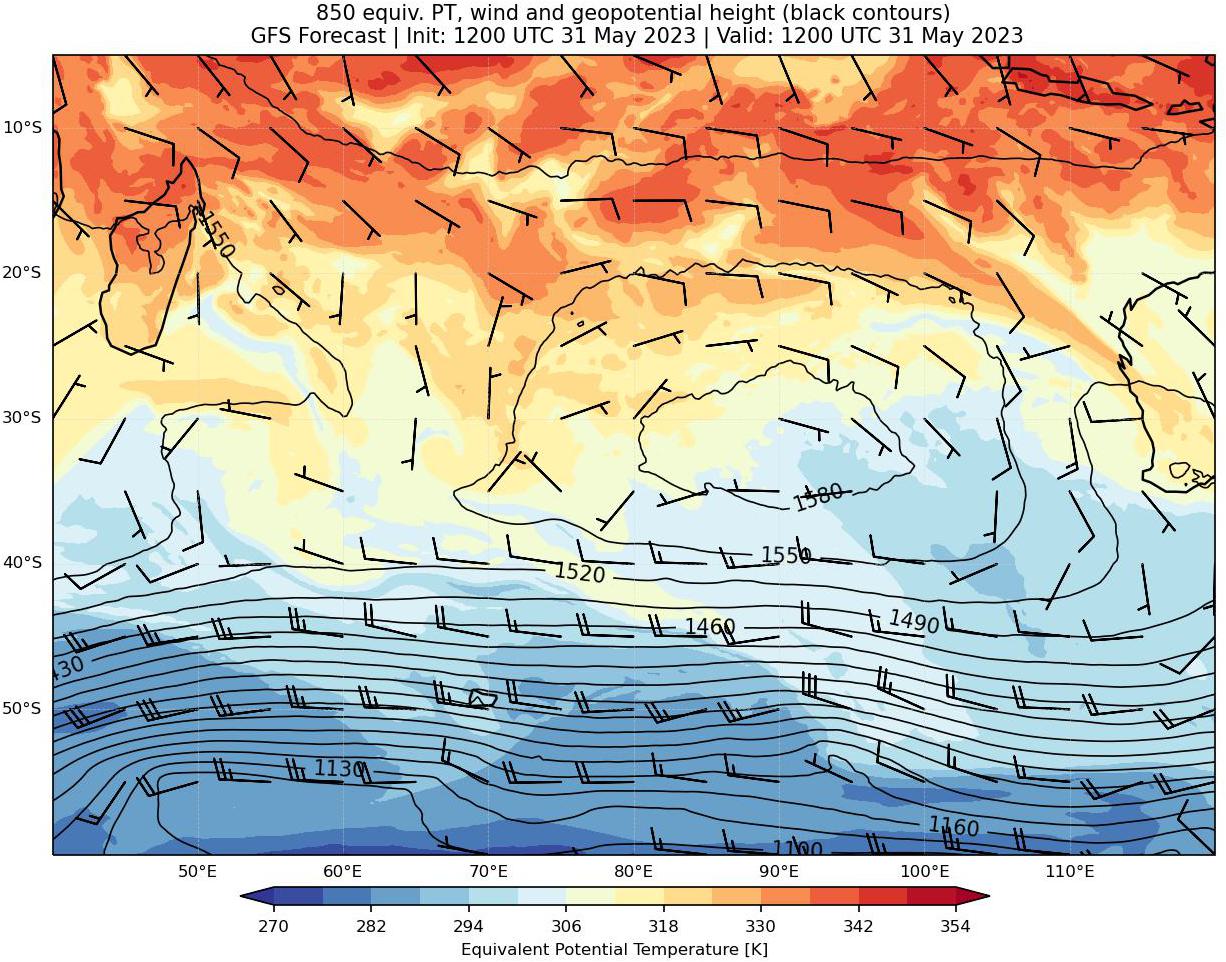 850 equiv. PT, wind and geopotential height (black contours)
GFS Forecast | Init: 1200 UTC 31 May 2023 | Valid: 1200 UTC 31 May 2023
10°S
1550
20°S
30°S
1580
40°S
1550
1520
1490
1460
430
50°S
1130
1160
1100
50°E 60°E 70°E 80°E 90°E 100°E 110°E
270 282 294 306 318 330 342 354
Equivalent Potential Temperature [K]